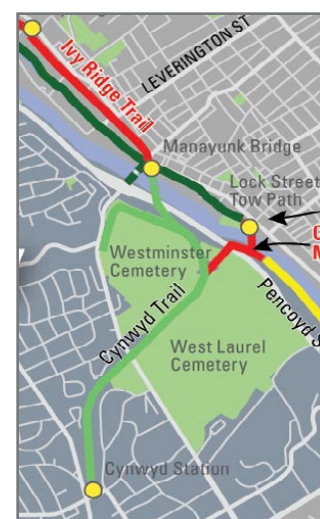 LEVERINGTON ST
Ivy Ridge Trail
Manayunk Bridge
Lock Street
Tow Path
Westminster
Cemetery
Cynwyd Trail
Pencoyd
West Laurel
Cemetery
Cynwyd Station